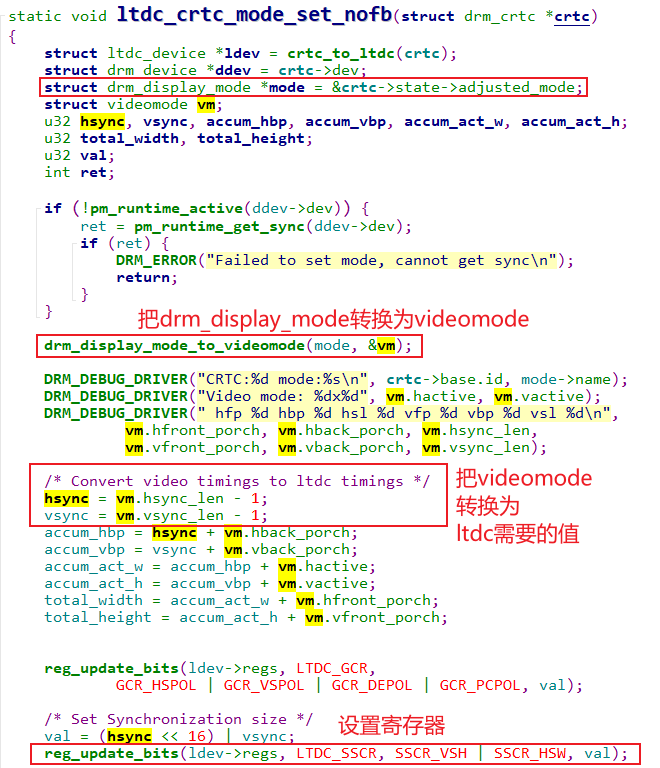 static void ltdc_crtc_mode_set_nofb(struct drm_crtc *crtc)
{
struct ltdc_device *ldev = crtc_to_ltdc(crtc);
struct drm_device *ddev = crtc->dev;
struct drm_display_mode *mode = &crtc->state->adjusted_mode;
struct videomode vm;
u32 hsync, vsync, accum_hbp, accum_vbp, accum_act_w, accum_act_h;
u32 total_width, total_height;
u32 val;
int ret;
if (!pm_runtime_active(ddev->dev)) {
ret = pm_runtime_get_sync(ddev->dev);
if (ret) {
DRM_ERROR("Failed to set mode, cannot get sync\n");
return;
}
}
把drm_display_mode转换为videomode
drm_display_mode_to_videomode(mode, &vm);
DRM_DEBUG_DRIVER("CRTC:%d mode:%s\n", crtc->base.id, mode->name);
DRM_DEBUG_DRIVER("Video mode: %dx%d", vm.hactive, vm.vactive);
DRM_DEBUG_DRIVER(" hfp %d hbp %d hsl %d vfp %d vbp %d vsl %d\n",
vm.hfront_porch, vm.hback_porch, vm.hsync_len,
vm.vfront_porch, vm.vback_porch, vm.vsync_len);
/* Convert video timings to ltdc timings */
hsync = vm.hsync_len - 1;
vsync = vm.vsync_len - 1;
把videomode
转换为
ltdc需要的值
accum_hbp = hsync + vm.hback_porch;
accum_vbp = vsync + vm.vback_porch;
accum_act_w = accum_hbp + vm.hactive;
accum_act_h = accum_vbp + vm.vactive;
total_width = accum_act_w + vm.hfront_porch;
total_height = accum_act_h + vm.vfront_porch;
reg_update_bits(ldev->regs, LTDC_GCR,
GCR_HSPOL | GCR_VSPOL | GCR_DEPOL | GCR_PCPOL, val);
/* Set Synchronization size */
设置寄存器
val = (hsync << 16) | vsync;
reg_update_bits(ldev->regs, LTDC_SSCR, SSCR_VSH | SSCR_HSW, val);